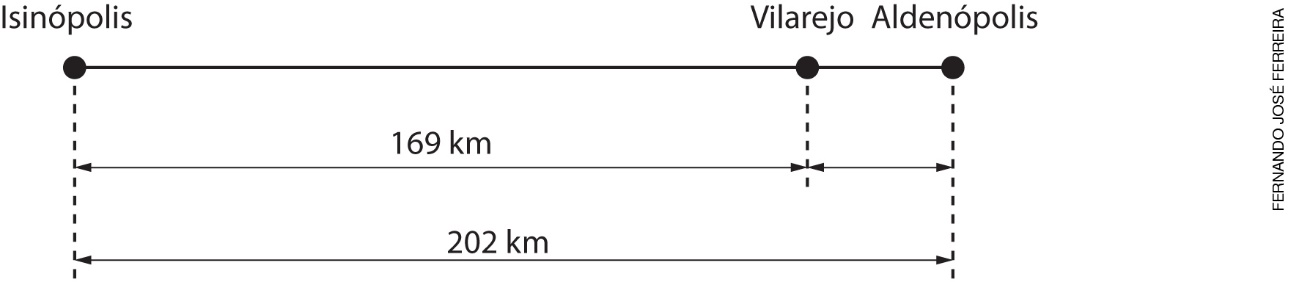 Isinópolis
Vilarejo
Aldenópolis
169 km
202 km
FERNANDO JOSÉ FERREIRA